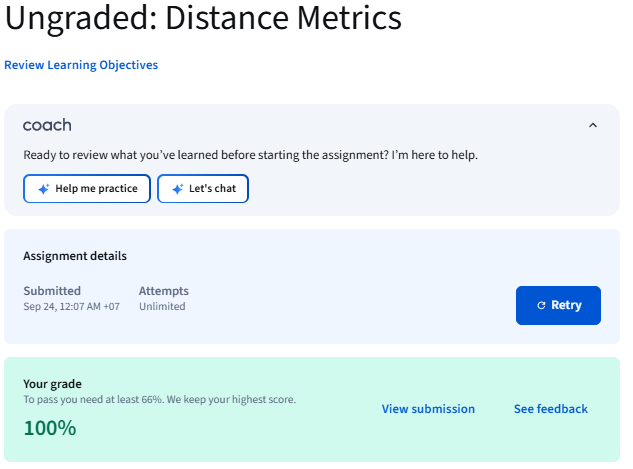 Ungraded: Distance Metrics
Review Learning Objectives
coach
Ready to review what you've learned before starting the assignment? I'm here to help.
Help me practice
Let's chat
Assignment details
Submitted
Attempts
Sep 24, 12:07 AM +07
Unlimited
Retry
Your grade
To pass you need at least 66%. We keep your highest score.
100%
View submission
See feedback